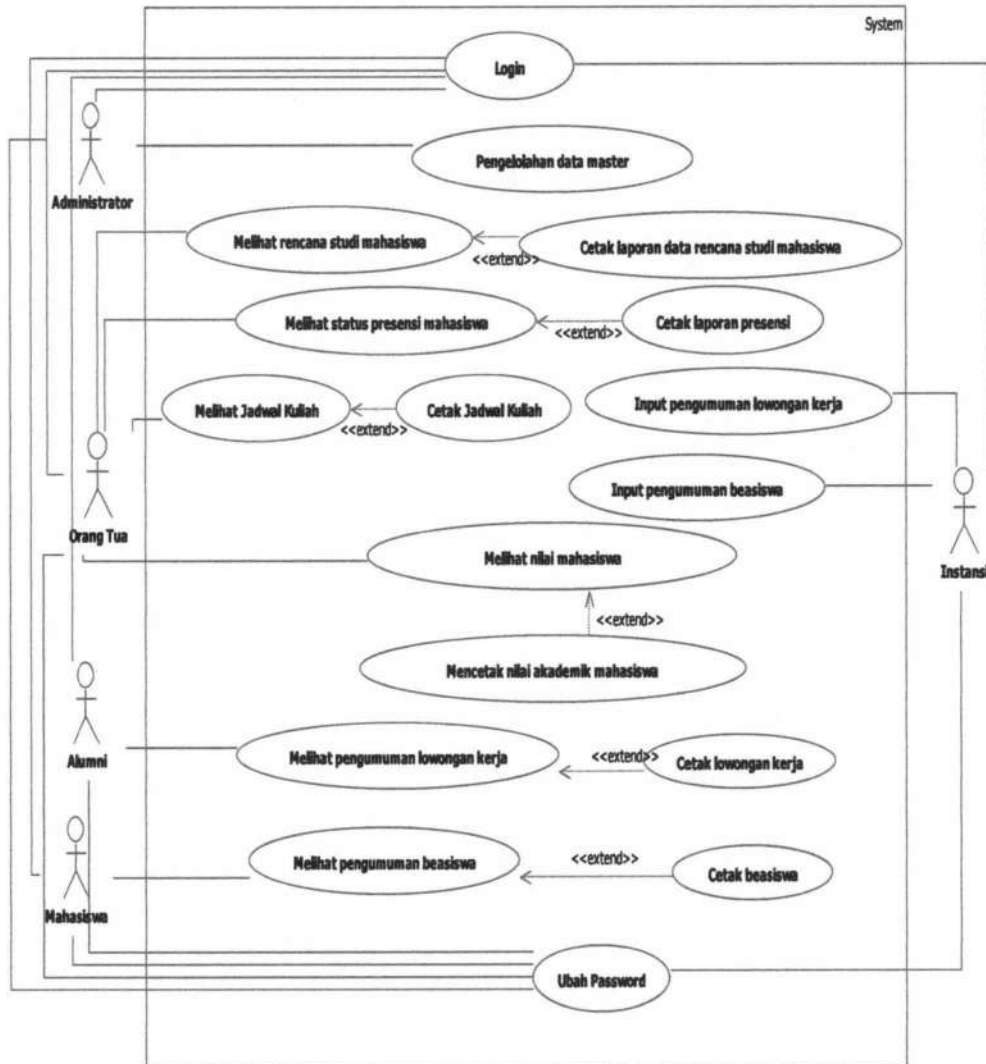 System
Login
Administrator
Pengelolahan data master
Melihat rencana studi mahasiswa
<<extend>>
Cetak laporan data rencana studi mahasiswa
Melihat status presensi mahasiswa
<<extend>>
Cetak laporan presensi
Melihat Jadwal Kuliah
<<extend>>
Cetak Jadwal Kuliah
Input pengumuman lowongan kerja
Input pengumuman beasiswa
Orang Tua
Melihat nilai mahasiswa
Instansi
<<extend>>
Mencetak nilai akademik mahasiswa
Alumni
Melihat pengumuman lowongan kerja
<<extend>>
Cetak lowongan kerja
Melihat pengumuman beasiswa
<<extend>>
Cetak beasiswa
Mahasiswa
Ubah Password